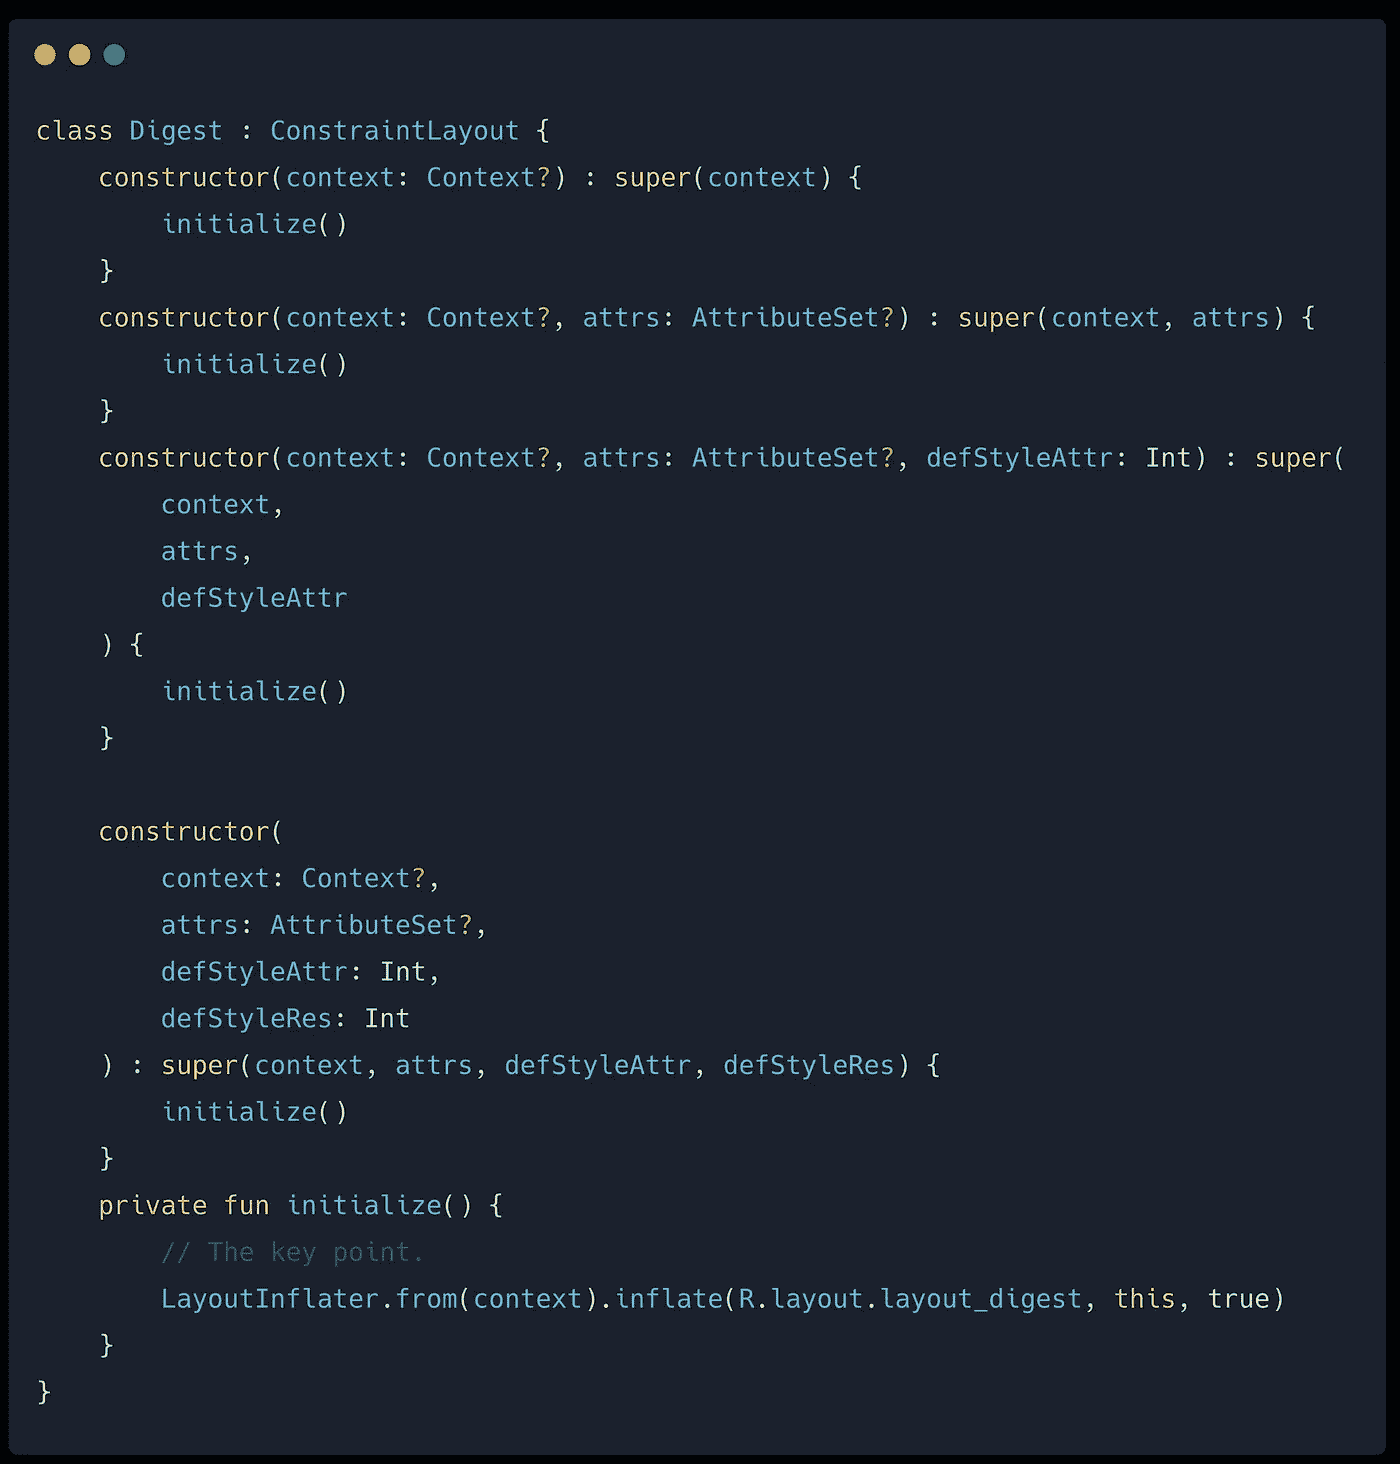 class Digest : ConstraintLayout {
    constructor(context: Context?) : super(context) {
        initialize()
    }
    constructor(context: Context?, attrs: AttributeSet?) : super(context, attrs) {
        initialize()
    }
    constructor(context: Context?, attrs: AttributeSet?, defStyleAttr: Int) : super(
        context,
        attrs,
        defStyleAttr
    ) {
        initialize()
    }

    constructor(
        context: Context?,
        attrs: AttributeSet?,
        defStyleAttr: Int,
        defStyleRes: Int
    ) : super(context, attrs, defStyleAttr, defStyleRes) {
        initialize()
    }
    private fun initialize() {
        // The key point.
        LayoutInflater.from(context).inflate(R.layout.layout_digest, this, true)
    }
}